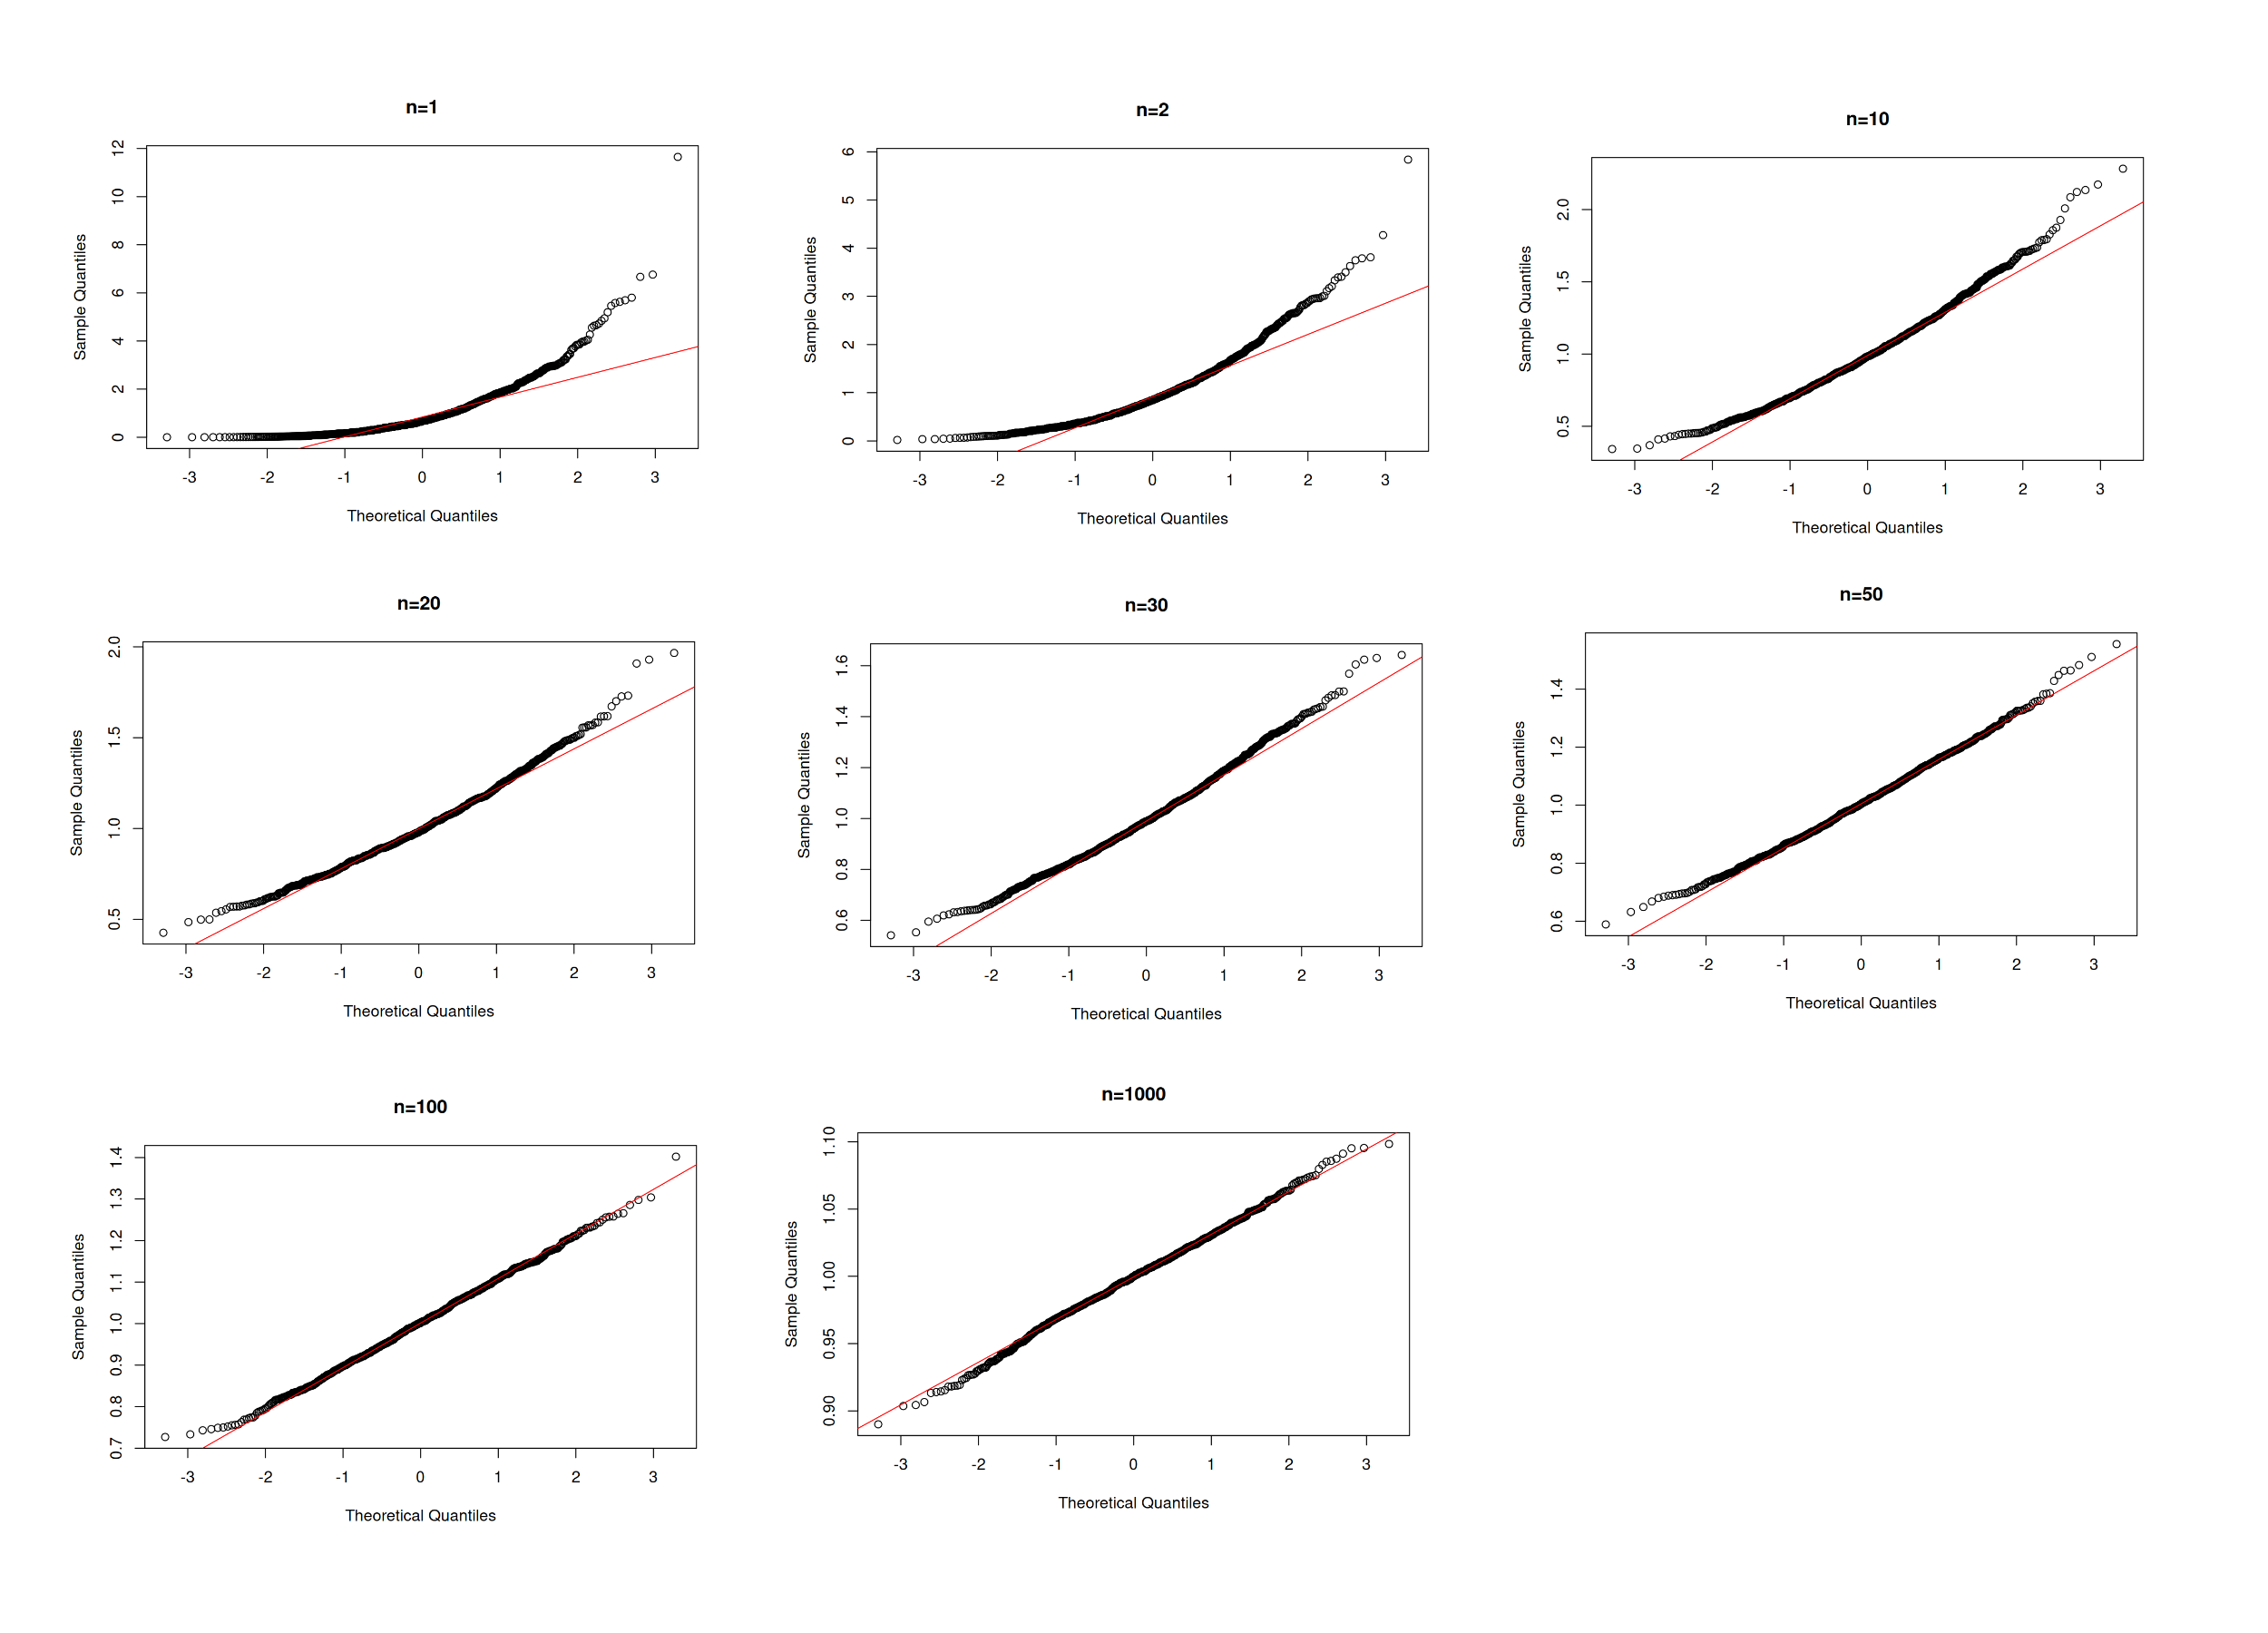 n=1
Sample Quantiles
12
10
8
6
4
2
0
-3 -2 -1 0 1 2 3
Theoretical Quantiles
n=2
Sample Quantiles
6
5
4
3
2
1
0
-3 -2 -1 0 1 2 3
Theoretical Quantiles
n=10
Sample Quantiles
2.0
1.5
1.0
0.5
-3 -2 -1 0 1 2 3
Theoretical Quantiles
n=20
Sample Quantiles
2.0
1.5
1.0
0.5
-3 -2 -1 0 1 2 3
Theoretical Quantiles
n=30
Sample Quantiles
1.6
1.4
1.2
1.0
0.8
0.6
-3 -2 -1 0 1 2 3
Theoretical Quantiles
n=50
Sample Quantiles
1.4
1.2
1.0
0.8
0.6
-3 -2 -1 0 1 2 3
Theoretical Quantiles
n=100
Sample Quantiles
1.4
1.3
1.2
1.1
1.0
0.9
0.8
0.7
-3 -2 -1 0 1 2 3
Theoretical Quantiles
n=1000
Sample Quantiles
1.10
1.05
1.00
0.95
0.90
-3 -2 -1 0 1 2 3
Theoretical Quantiles